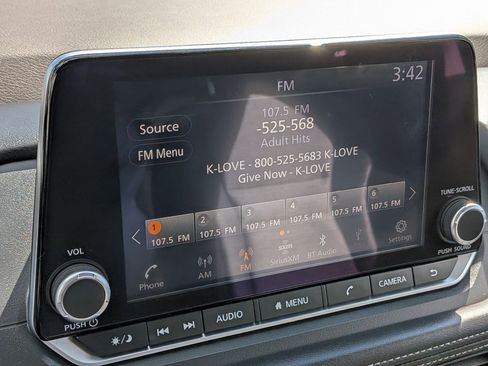 FM
3:42
107.5 FM
-525-568
Adult Hits
Source
FM Menu
K-LOVE - 800-525-5683 K-LOVE
Give Now - K-LOVE
1 2 3 4 5 6
107.5 FM 107.5 FM 107.5 FM 107.5 FM 107.5 FM 107.5 FM
Phone AM FM SiriusXM BT Audio Settings
sxm
VOL
PUSH
TUNE-SCROLL
PUSH SOUND
AUDIO MENU CAMERA